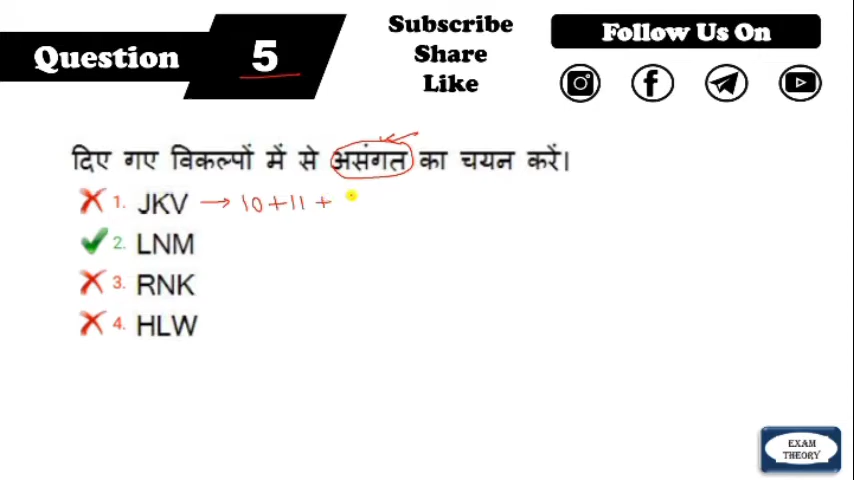 Question 5
Subscribe
Share
Like
Follow Us On
दिए गए विकल्पों में से असंगत का चयन करें।
1. JKV → 10 + 11 +
2. LNM
3. RNK
4. HLW
EXAM
THEORY